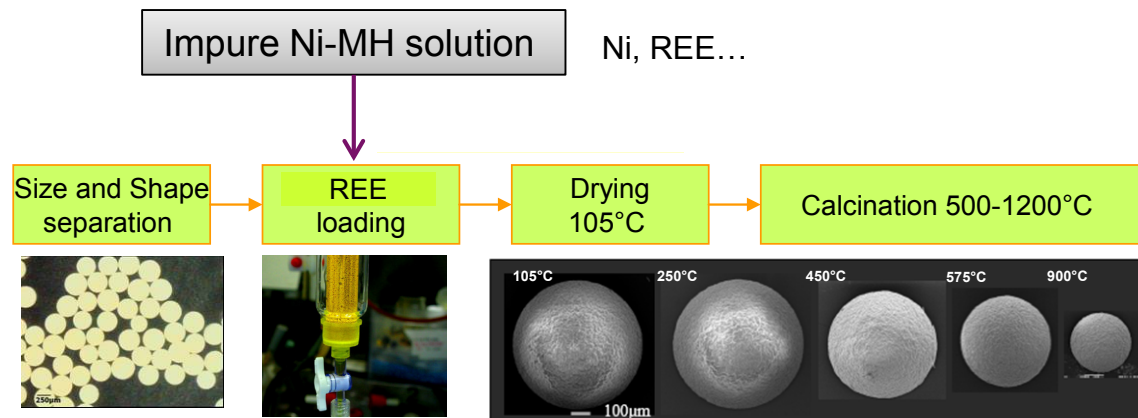 Impure Ni-MH solution
Ni, REE…
Size and Shape
separation
REE
loading
Drying
105°C
Calcination 500-1200°C
250µm
105°C
250°C
450°C
575°C
900°C
100µm